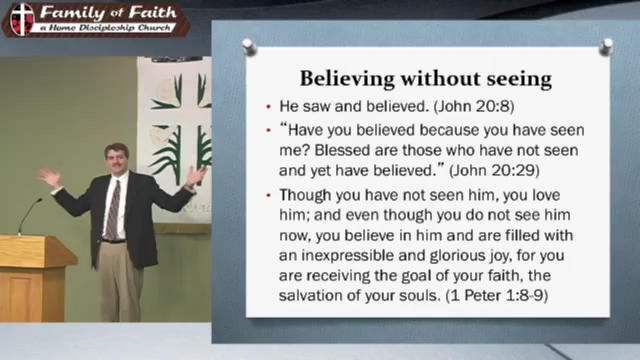 Family of Faith
a Home Discipleship Church
Believing without seeing
• He saw and believed. (John 20:8)
• “Have you believed because you have seen
me? Blessed are those who have not seen
and yet have believed.” (John 20:29)
• Though you have not seen him, you love
him; and even though you do not see him
now, you believe in him and are filled with
an inexpressible and glorious joy, for you
are receiving the goal of your faith, the
salvation of your souls. (1 Peter 1:8-9)